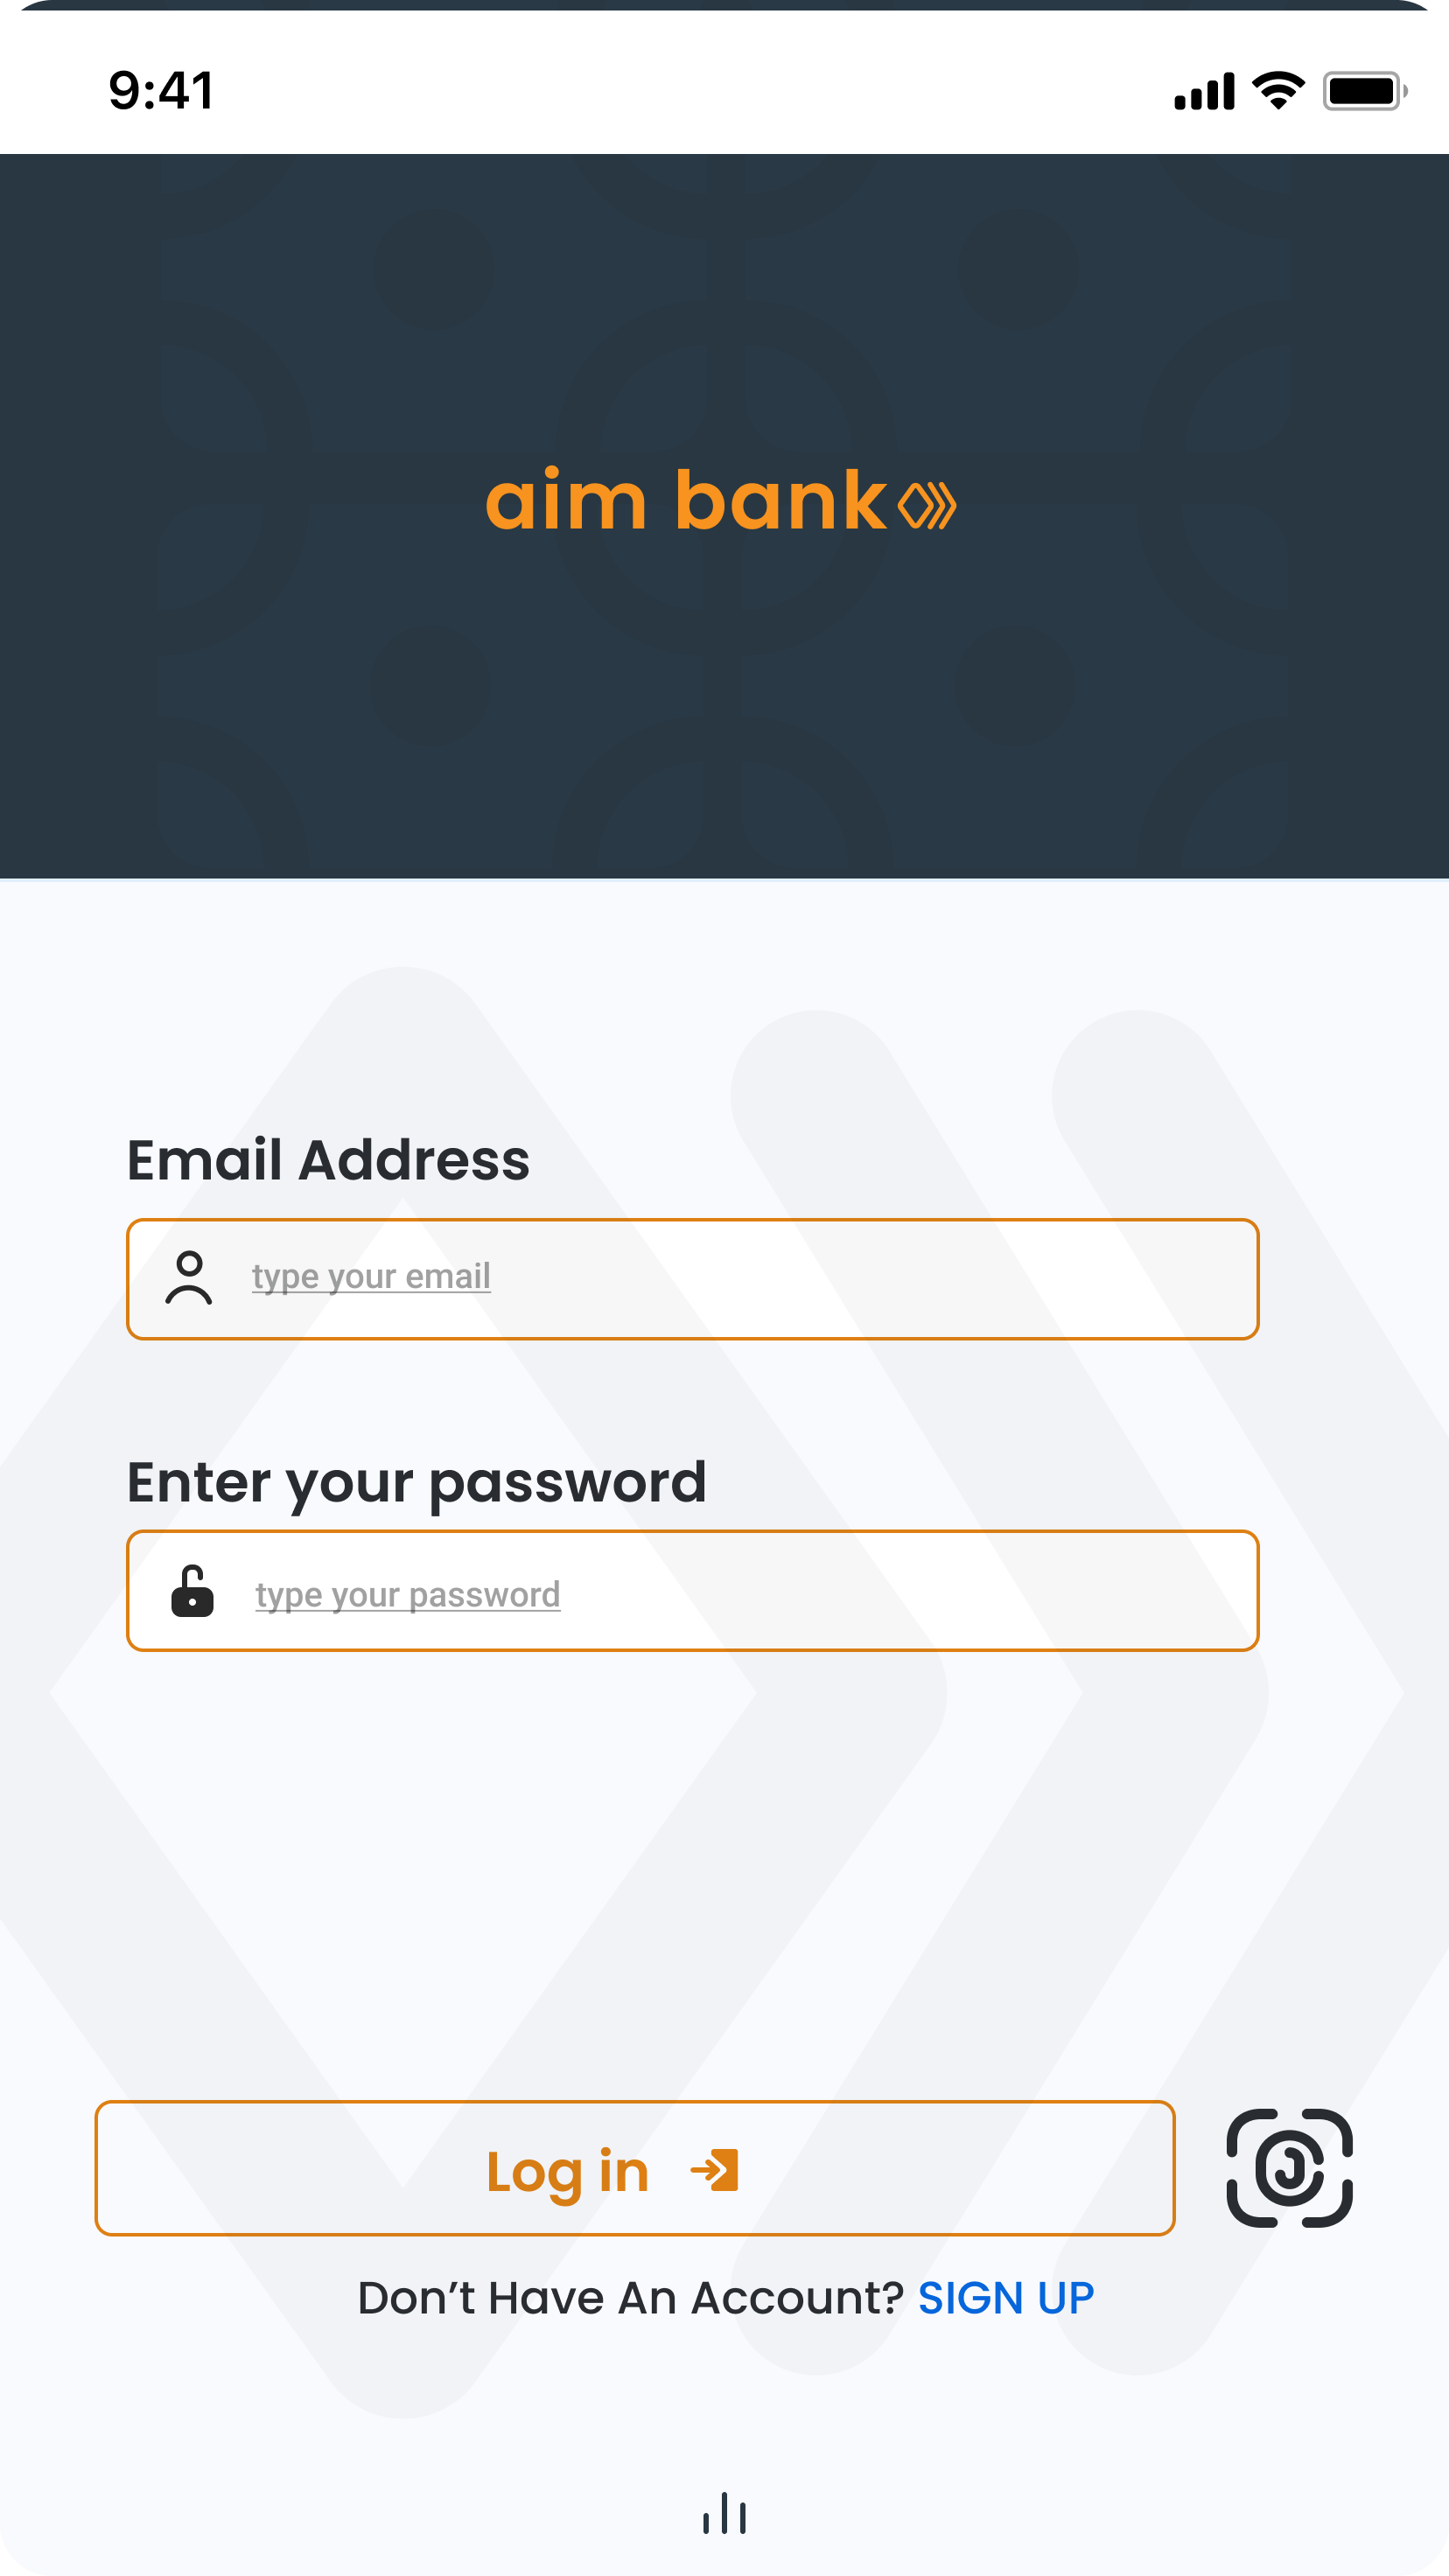 9:41
aim bank
Email Address
type your email
Enter your password
type your password
Log in
Don’t Have An Account? SIGN UP